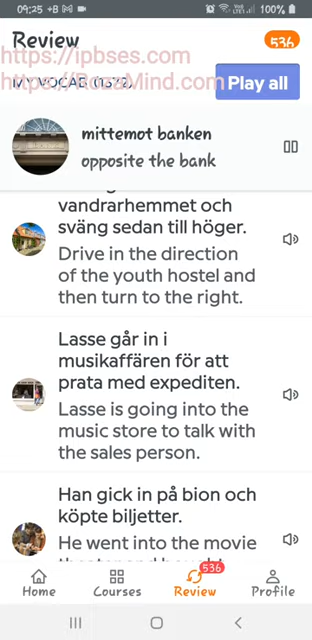 09:25 +B
100%
Review
536
https://ipbses.com
https://RosaMind.com
MY VOCAB (1572)
Play all
mittemot banken
opposite the bank
vandrarhemmet och
sväng sedan till höger.
Drive in the direction
of the youth hostel and
then turn to the right.
Lasse går in i
musikaffären för att
prata med expediten.
Lasse is going into the
music store to talk with
the sales person.
Han gick in på bion och
köpte biljetter.
He went into the movie
536
Home
Courses
Review
Profile